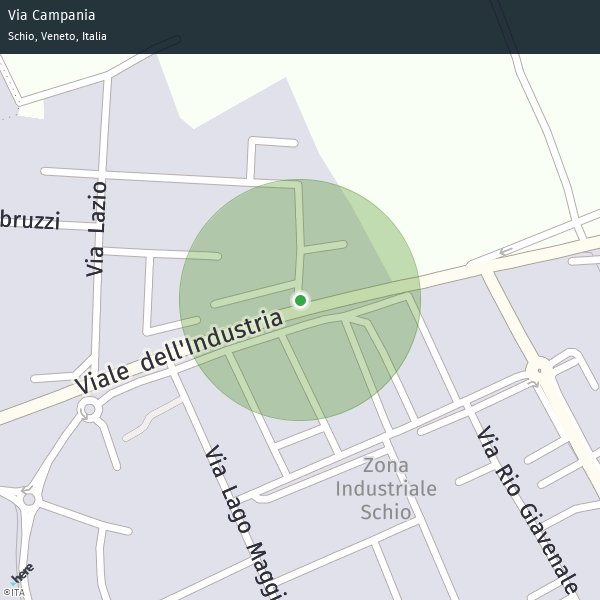 Via Campania
Schio, Veneto, Italia
bruzzi
Via Lazio
Viale dell'Industria
Via Lago Maggi
Zona
Industriale
Schio
Via Rio Giavenale
here
©ITA